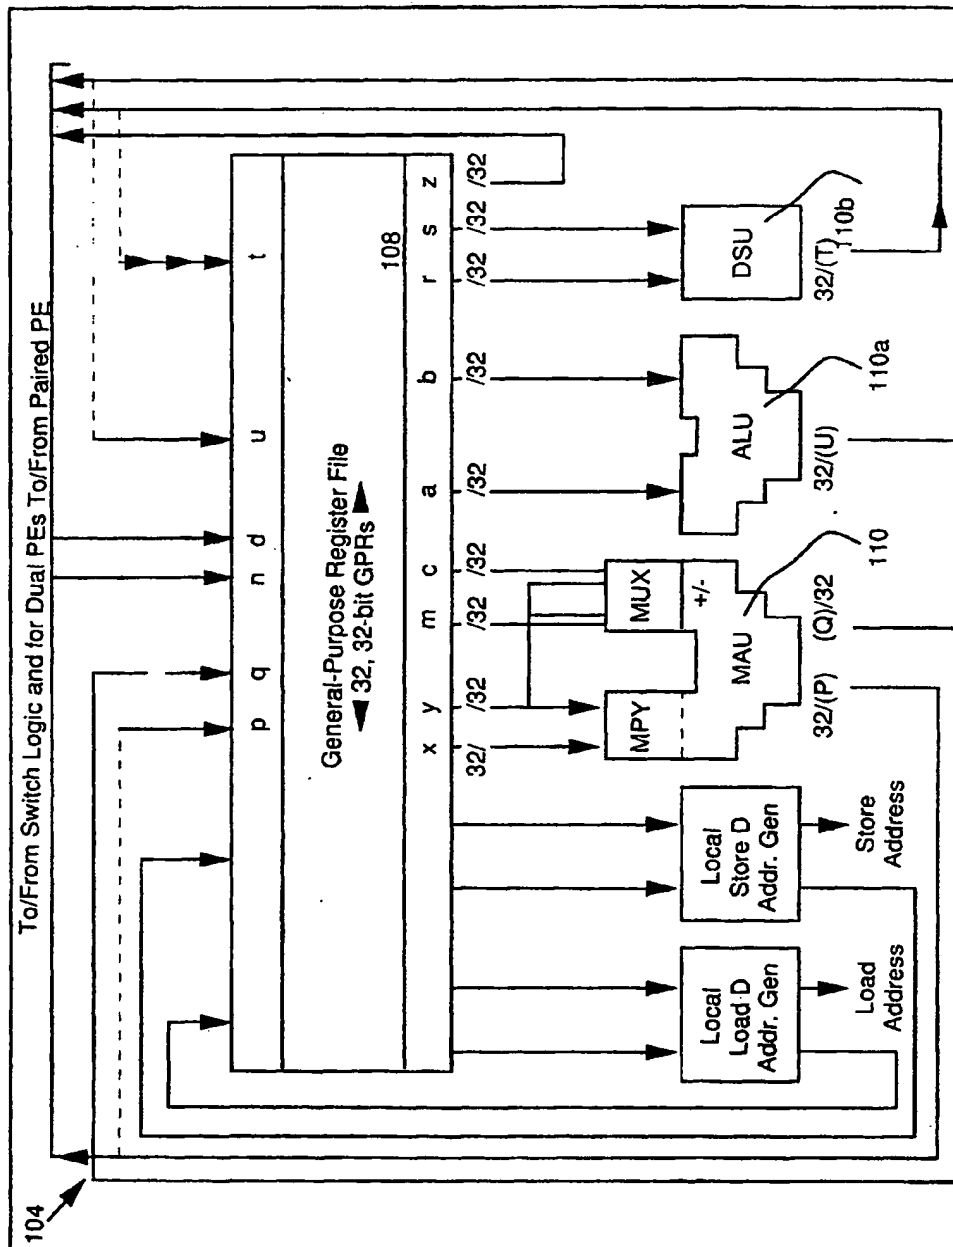 104
To/From Switch Logic and for Dual PEs To/From Paired PE
p
q
n
d
u
t
General-Purpose Register File
32, 32-bit GPRs
108
x
y
m
c
a
b
r
s
z
32/
/32
/32
/32
/32
/32
/32
/32
/32
Local
Load D
Addr. Gen
Local
Store D
Addr. Gen
MPY
MUX
+/-
MAU
ALU
DSU
Load
Address
Store
Address
32/(P)
(Q)/32
110
32/(U)
110a
32/(T)
10b